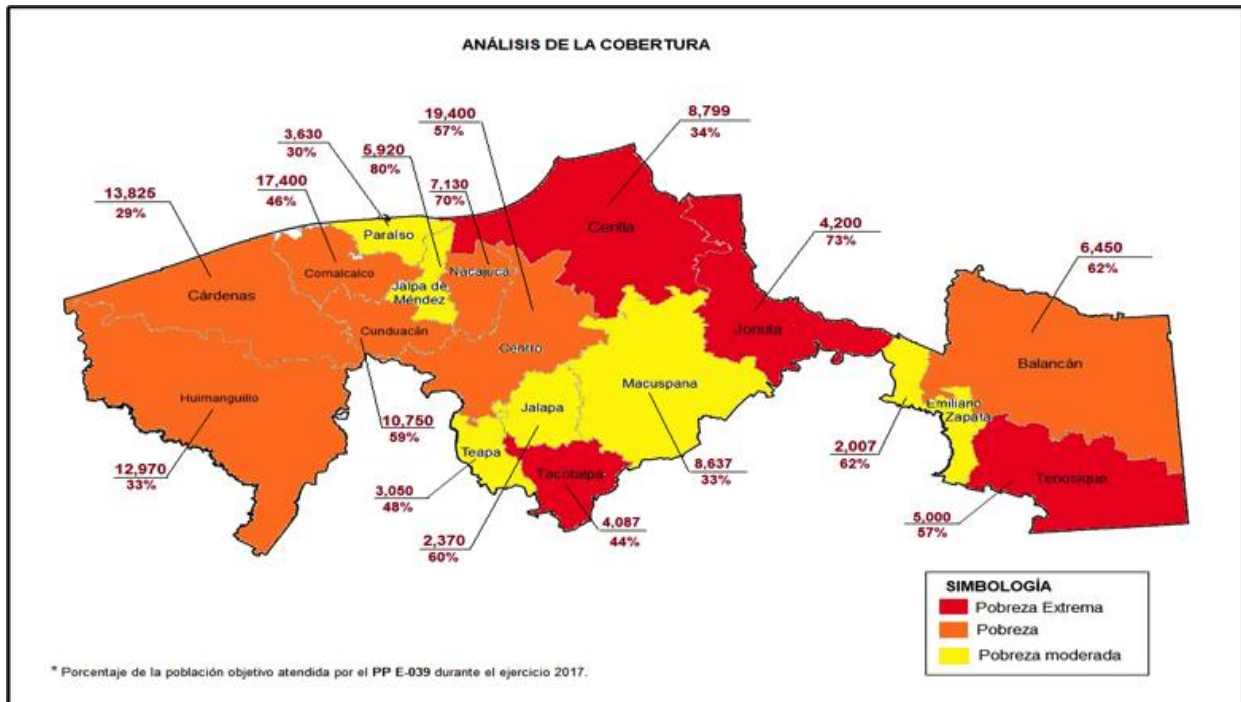 ANÁLISIS DE LA COBERTURA
19,400
57%
8,799
34%
3,630
30%
5,920
80%
17,400
46%
7,130
70%
13,825
29%
4,200
73%
6,450
62%
Paraíso
Centla
Comalcalco
Nacajuca
Jalpa de
Méndez
Cárdenas
Cunduacán
Centro
Jonuta
Balancán
Huimanguillo
Macuspana
Jalapa
Emiliano
Zapata
10,750
59%
Teapa
2,007
62%
12,970
33%
8,637
33%
Tacotalpa
Tenosique
3,050
48%
5,000
57%
4,087
44%
2,370
60%
SIMBOLOGÍA
Pobreza Extrema
Pobreza
Pobreza moderada
* Porcentaje de la población objetivo atendida por el PP E-039 durante el ejercicio 2017.